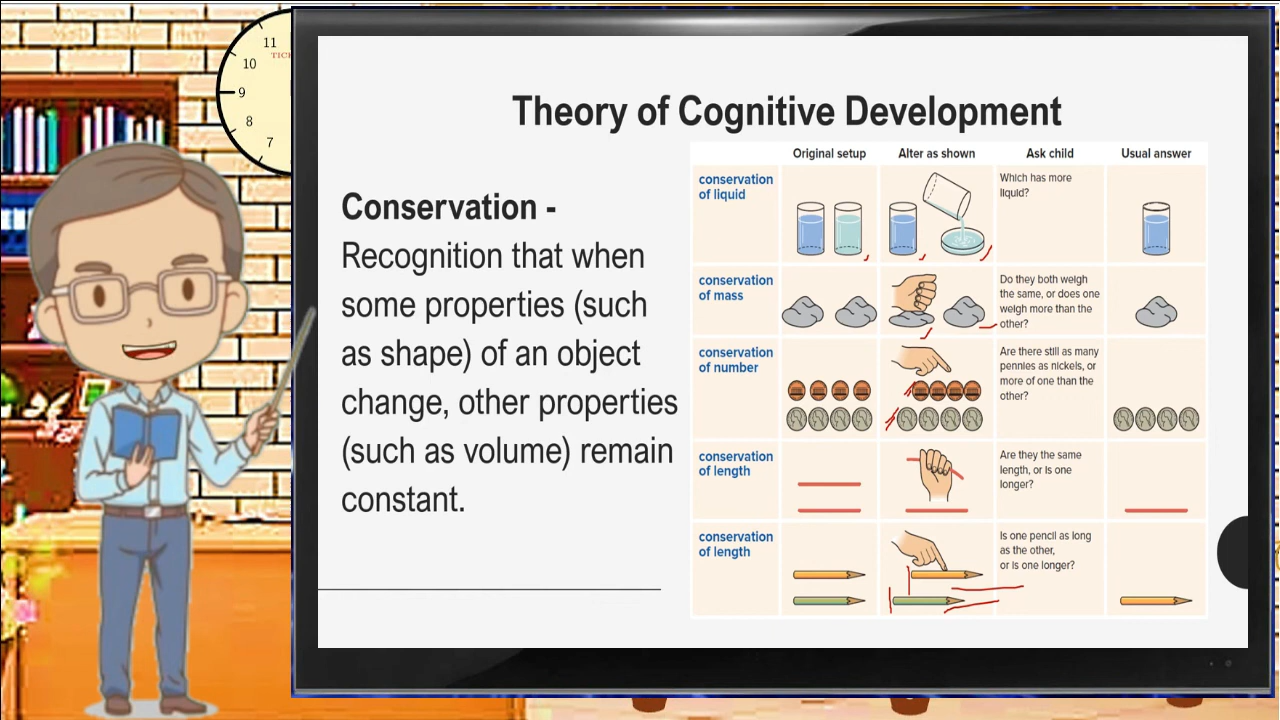 11
TICK
10
9
8
7
Theory of Cognitive Development
Conservation -
Recognition that when
some properties (such
as shape) of an object
change, other properties
(such as volume) remain
constant.
Original setup Alter as shown Ask child Usual answer
conservation
of liquid
Which has more
liquid?
conservation
of mass
Do they both weigh
the same, or does one
weigh more than the
other?
conservation
of number
Are there still as many
pennies as nickels, or
more of one than the
other?
conservation
of length
Are they the same
length, or is one
longer?
conservation
of length
Is one pencil as long
as the other,
or is one longer?